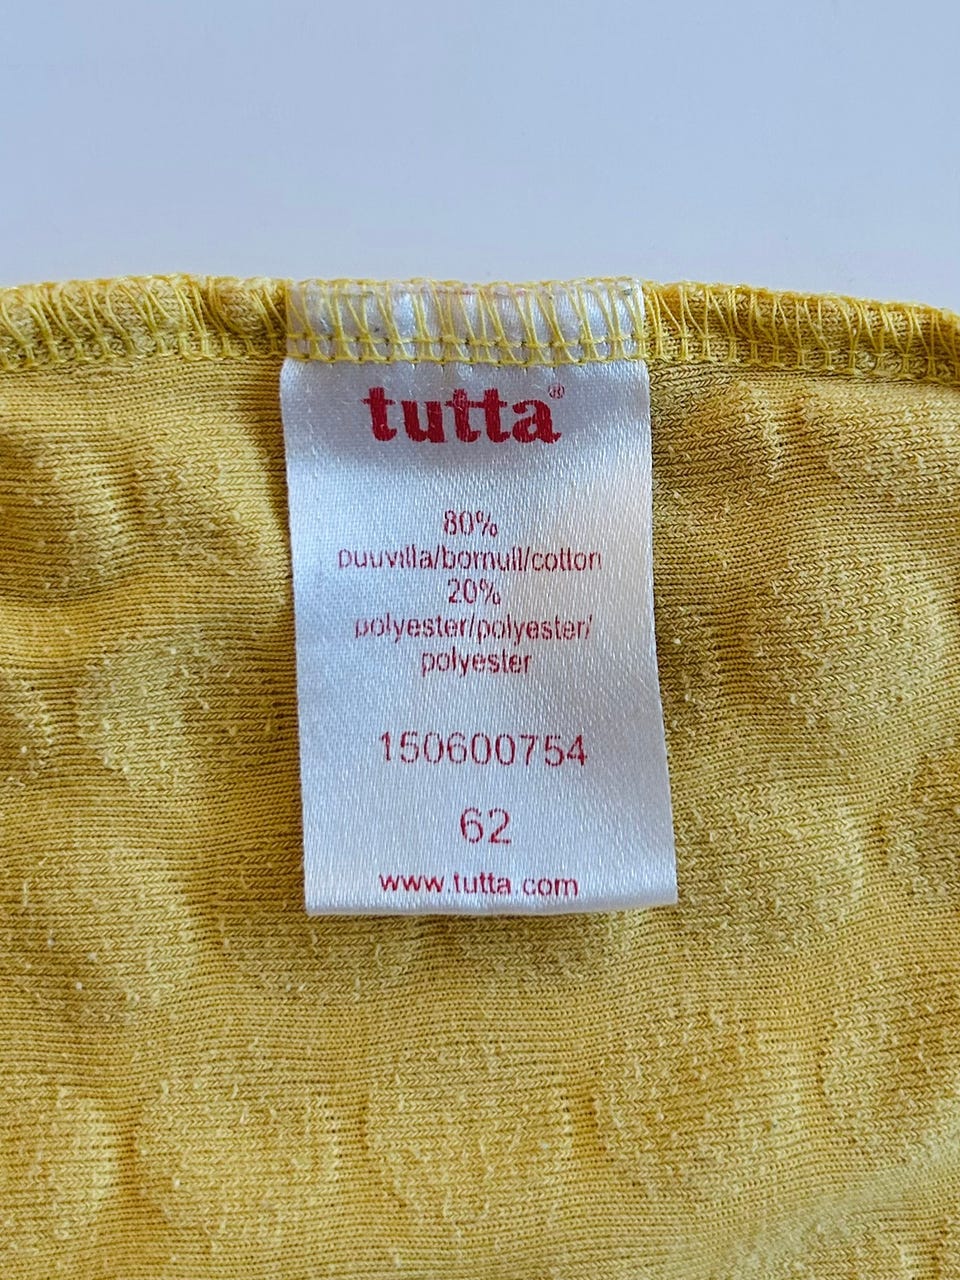 tutta®
80%
puuvilla/bomull/cotton
20%
polyester/polyester/
polyester
150600754
62
www.tutta.com